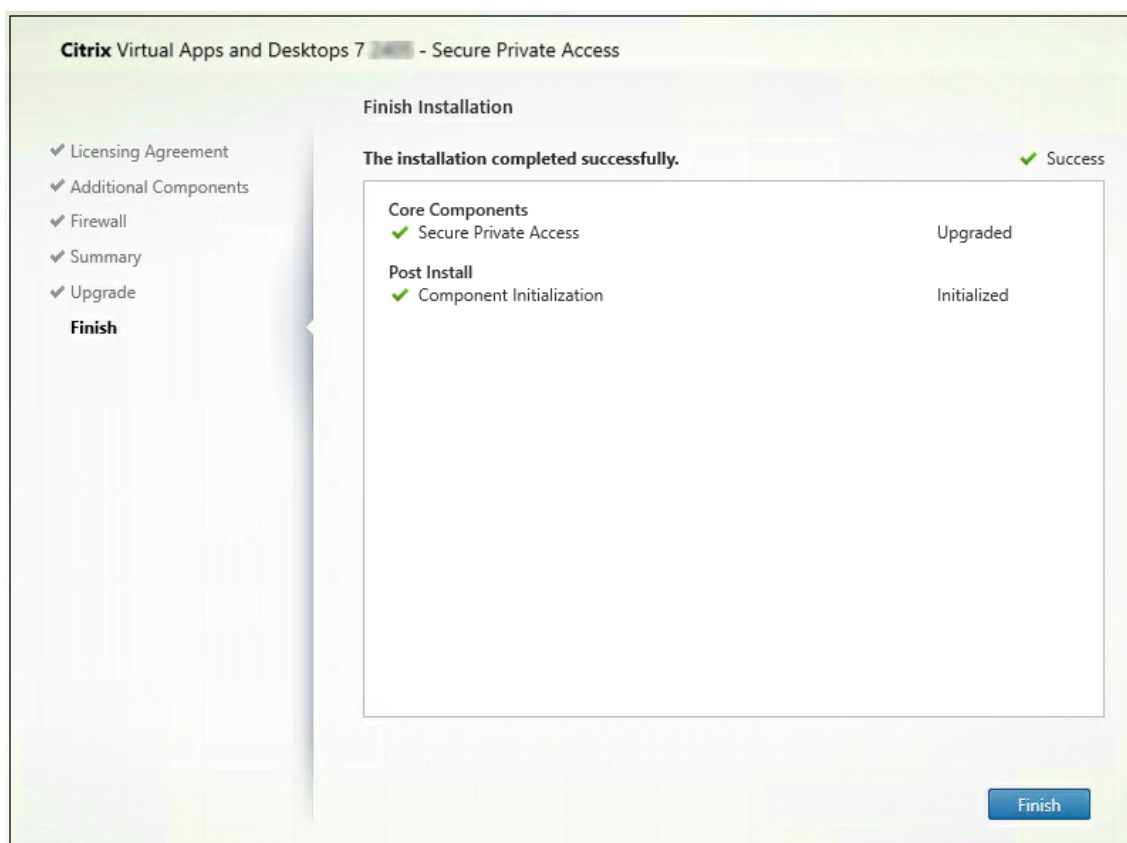 Citrix Virtual Apps and Desktops 7 - Secure Private Access
Finish Installation
Licensing Agreement
Additional Components
Firewall
Summary
Upgrade
Finish
The installation completed successfully. Success
Core Components
Secure Private Access Upgraded
Post Install
Component Initialization Initialized
Finish